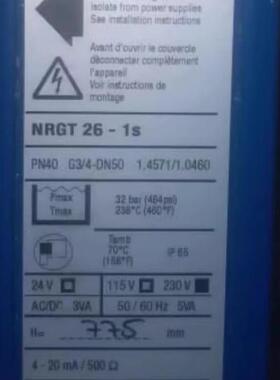 isolate from power supplies
See installation instructions
Avant d'ouvrir le couvercle
déconnecter complètement
l'appareil
Voir instructions de
montage
NRGT 26 - 1s
PN40 G3/4-DN50 1.4571/1.0460
Pmax
Tmax
32 bar (464psi)
238°C (460°F)
Tamb
70°C
(158°F)
IP 65
24 V 115 V 230 V
AC/DC 3VA 50 / 60 Hz 5VA
H= 775 mm
4 - 20 mA / 500 Ω